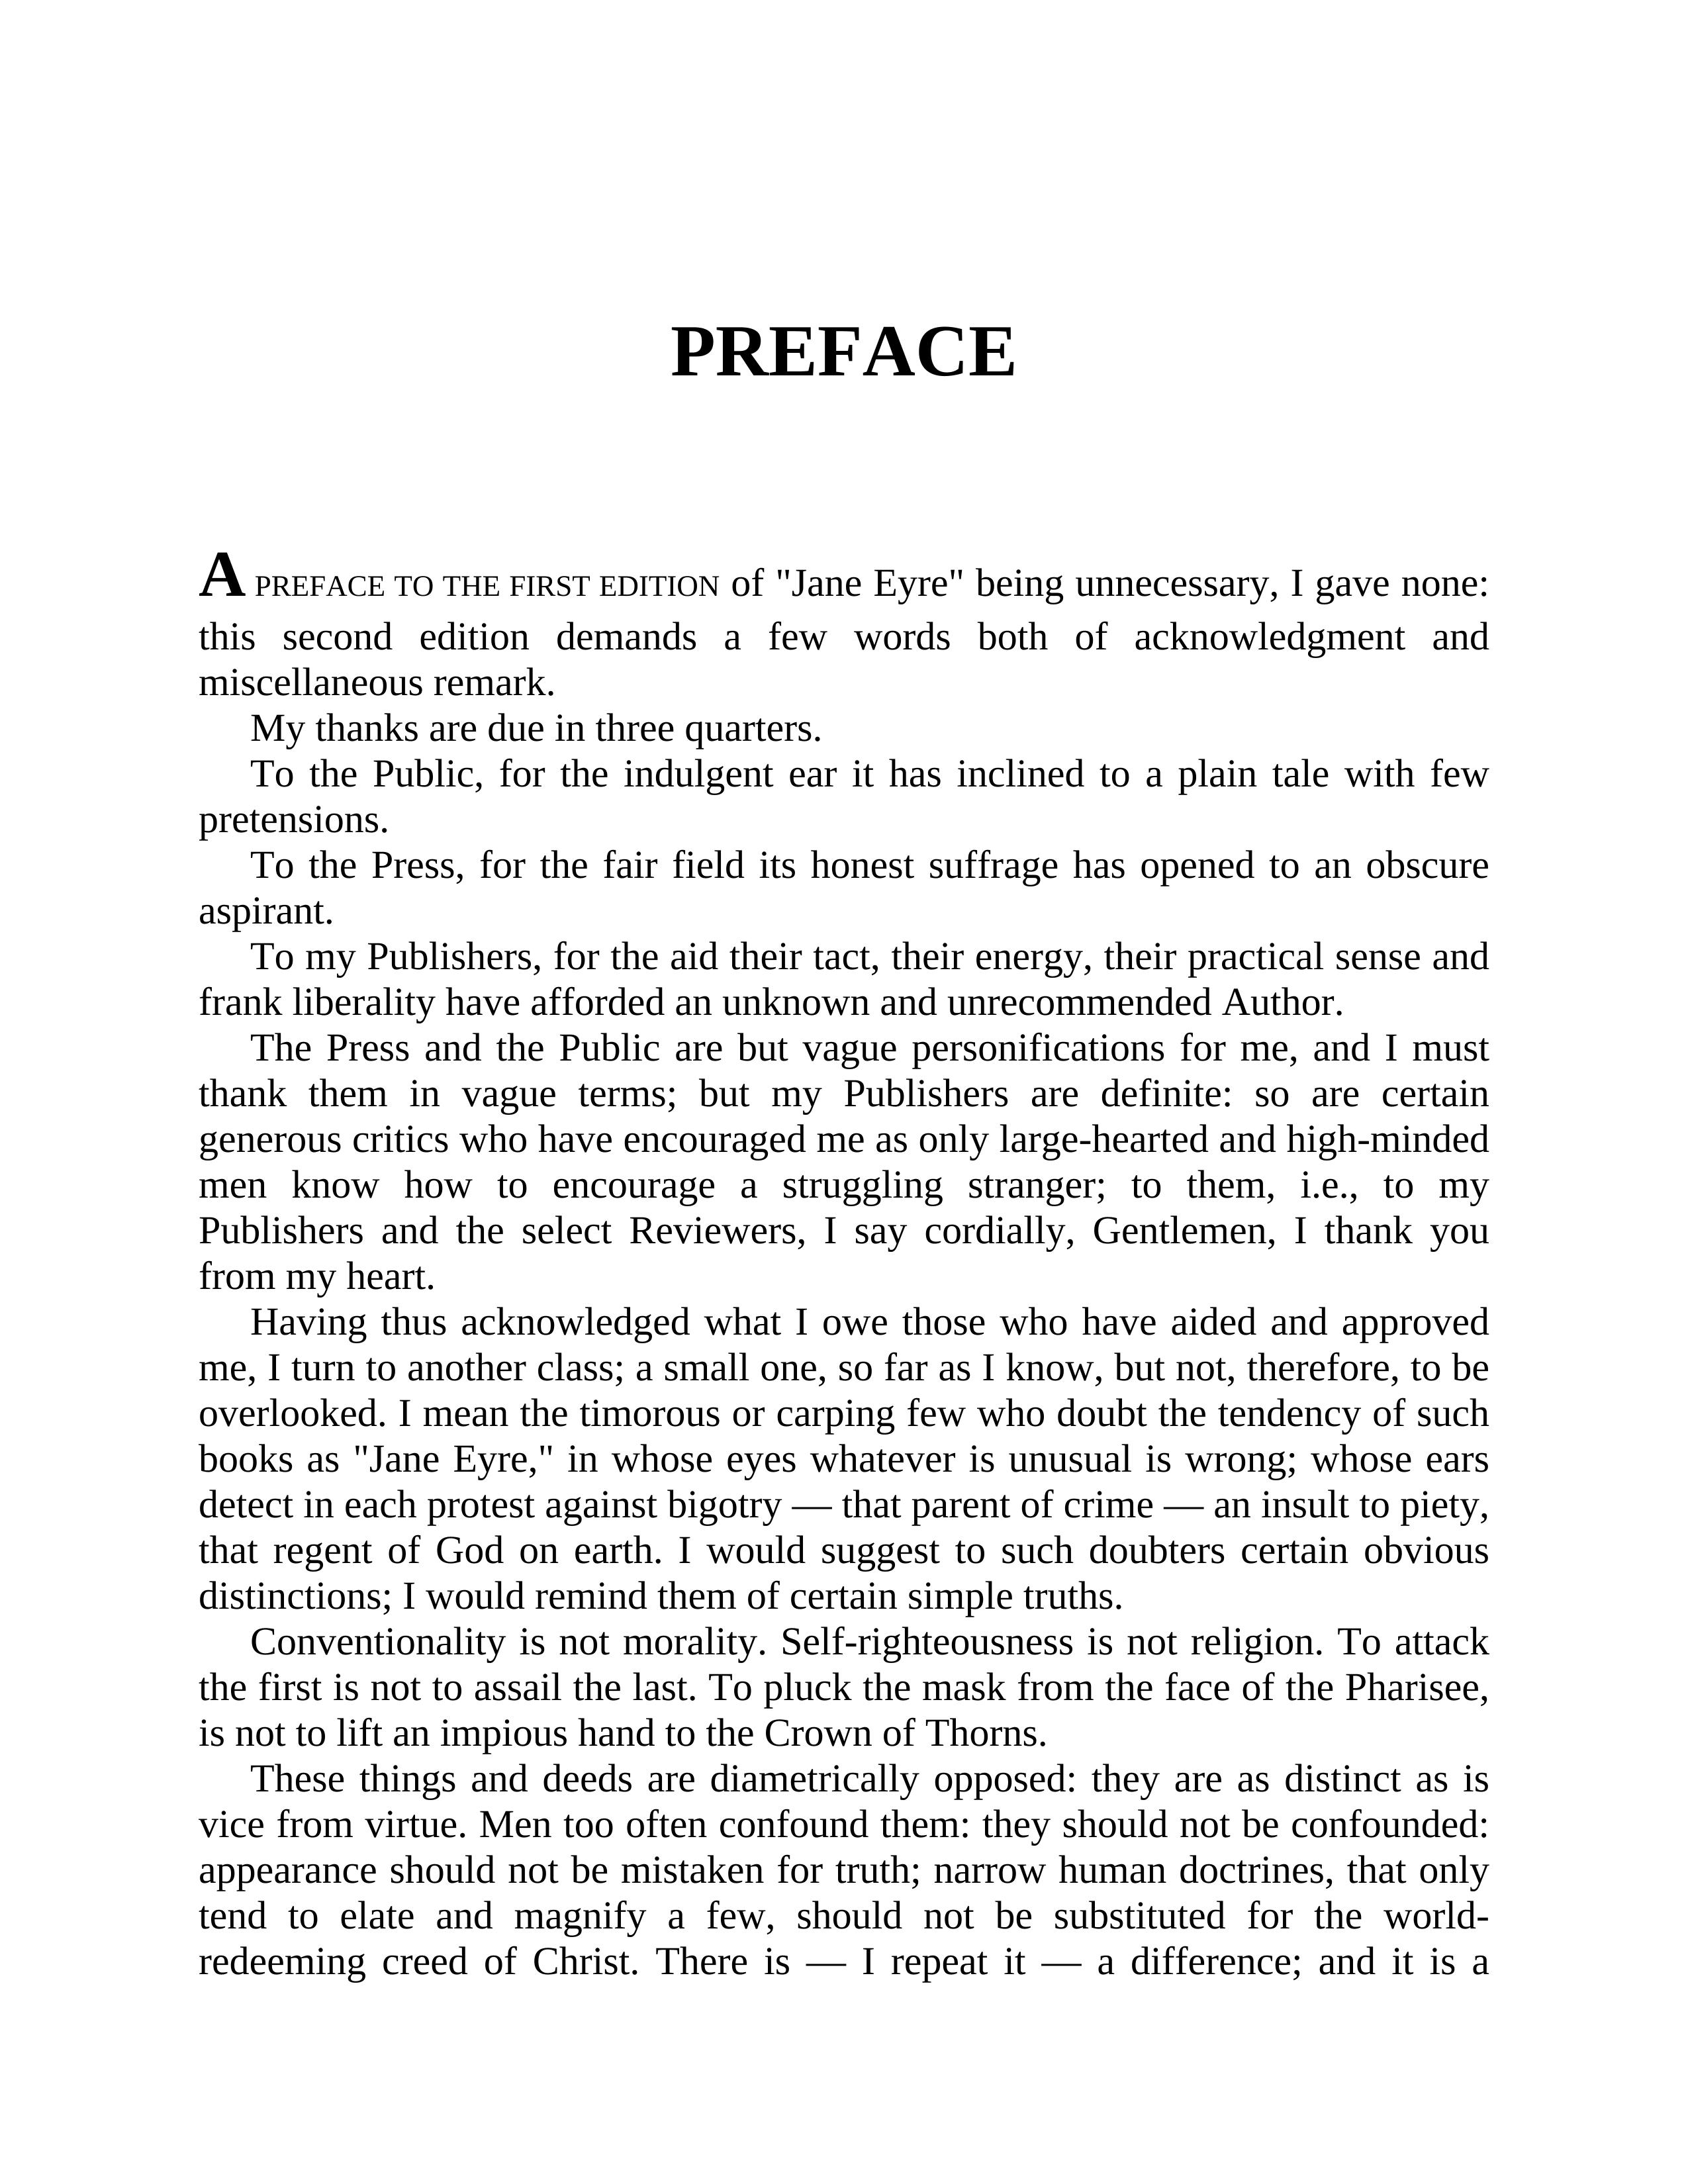 PREFACE
A PREFACE TO THE FIRST EDITION of "Jane Eyre" being unnecessary, I gave none:
this second edition demands a few words both of acknowledgment and
miscellaneous remark.
My thanks are due in three quarters.
To the Public, for the indulgent ear it has inclined to a plain tale with few
pretensions.
To the Press, for the fair field its honest suffrage has opened to an obscure
aspirant.
To my Publishers, for the aid their tact, their energy, their practical sense and
frank liberality have afforded an unknown and unrecommended Author.
The Press and the Public are but vague personifications for me, and I must
thank them in vague terms; but my Publishers are definite: so are certain
generous critics who have encouraged me as only large-hearted and high-minded
men know how to encourage a struggling stranger; to them, i.e., to my
Publishers and the select Reviewers, I say cordially, Gentlemen, I thank you
from my heart.
Having thus acknowledged what I owe those who have aided and approved
me, I turn to another class; a small one, so far as I know, but not, therefore, to be
overlooked. I mean the timorous or carping few who doubt the tendency of such
books as "Jane Eyre," in whose eyes whatever is unusual is wrong; whose ears
detect in each protest against bigotry — that parent of crime — an insult to piety,
that regent of God on earth. I would suggest to such doubters certain obvious
distinctions; I would remind them of certain simple truths.
Conventionality is not morality. Self-righteousness is not religion. To attack
the first is not to assail the last. To pluck the mask from the face of the Pharisee,
is not to lift an impious hand to the Crown of Thorns.
These things and deeds are diametrically opposed: they are as distinct as is
vice from virtue. Men too often confound them: they should not be confounded:
appearance should not be mistaken for truth; narrow human doctrines, that only
tend to elate and magnify a few, should not be substituted for the world-
redeeming creed of Christ. There is — I repeat it — a difference; and it is a